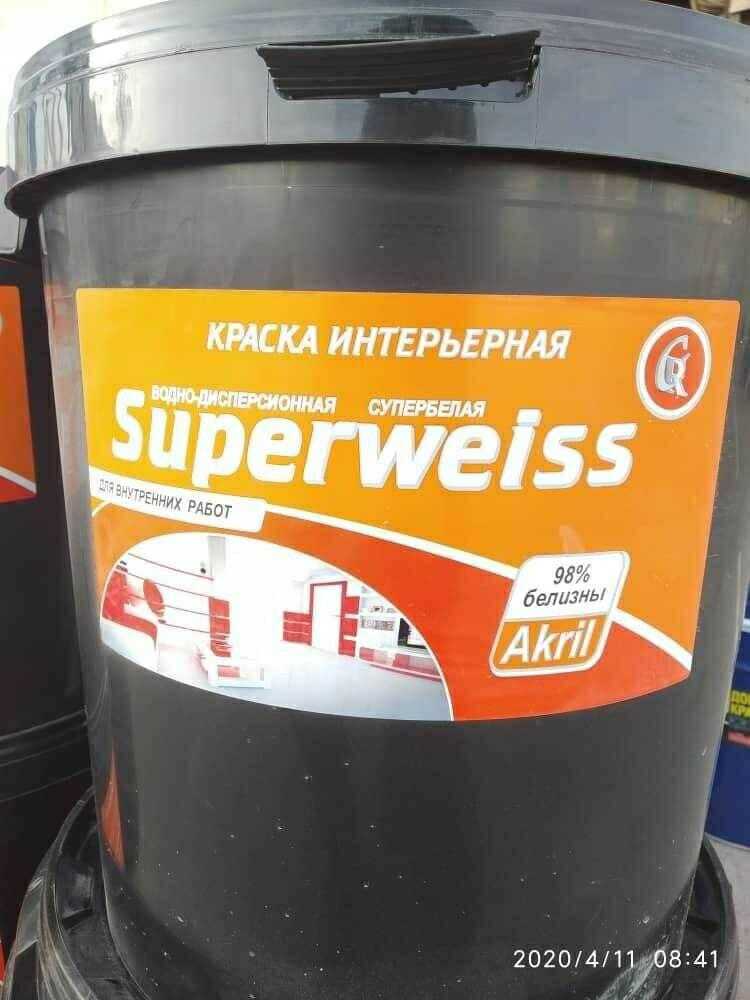 КРАСКА ИНТЕРЬЕРНАЯ
ВОДНО-ДИСПЕРСИОННАЯ СУПЕРБЕЛАЯ
Superweiss
ДЛЯ ВНУТРЕННИХ РАБОТ
98%
белизны
Akril
2020/4/11 08:41